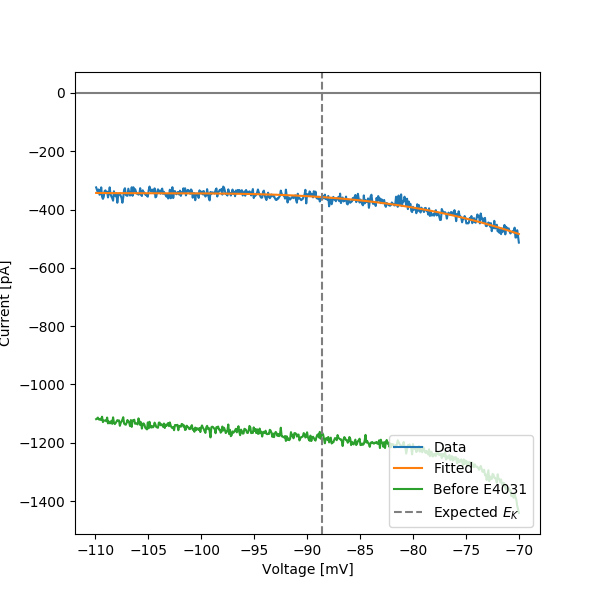 0
−200
−400
−600
−800
−1000
−1200
−1400
Current [pA]
Data
Fitted
Before E4031
Expected E_K
−110
−105
−100
−95
−90
−85
−80
−75
−70
Voltage [mV]